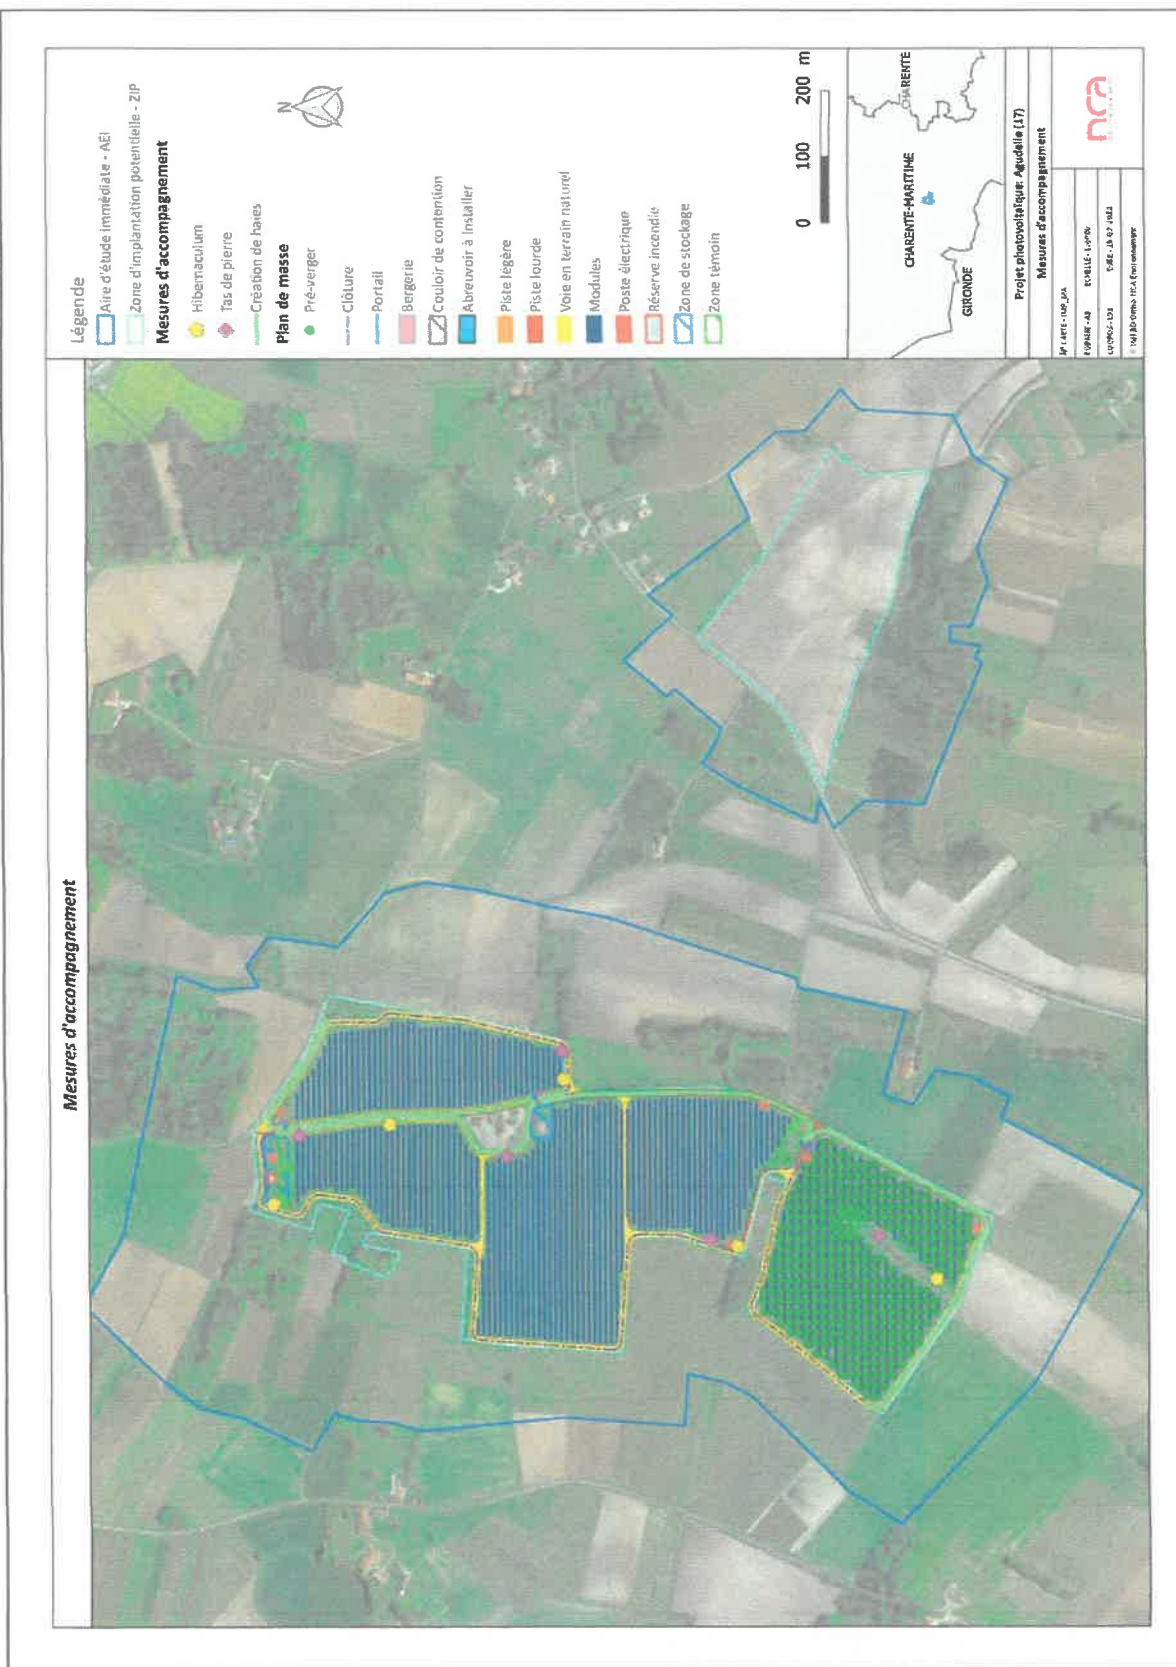 Mesures d'accompagnement
Légende
Aire d'étude immédiate - AEI
Zone d'implantation potentielle - ZIP
Mesures d'accompagnement
Hibernaculum
Tas de pierre
Création de haies
Plan de masse
Pré-verger
Clôture
Portail
Bergerie
Couloir de contention
Abreuvoir à installer
Piste légère
Piste lourde
Voie en terrain naturel
Modules
Poste électrique
Réserve incendie
Zone de stockage
Zone témoin
N
0 100 200 m
CHARENTE-MARITIME
CHARENTE
GIRONDE
Projet photovoltaïque: Agudelle (17)
Mesures d'accompagnement
nca